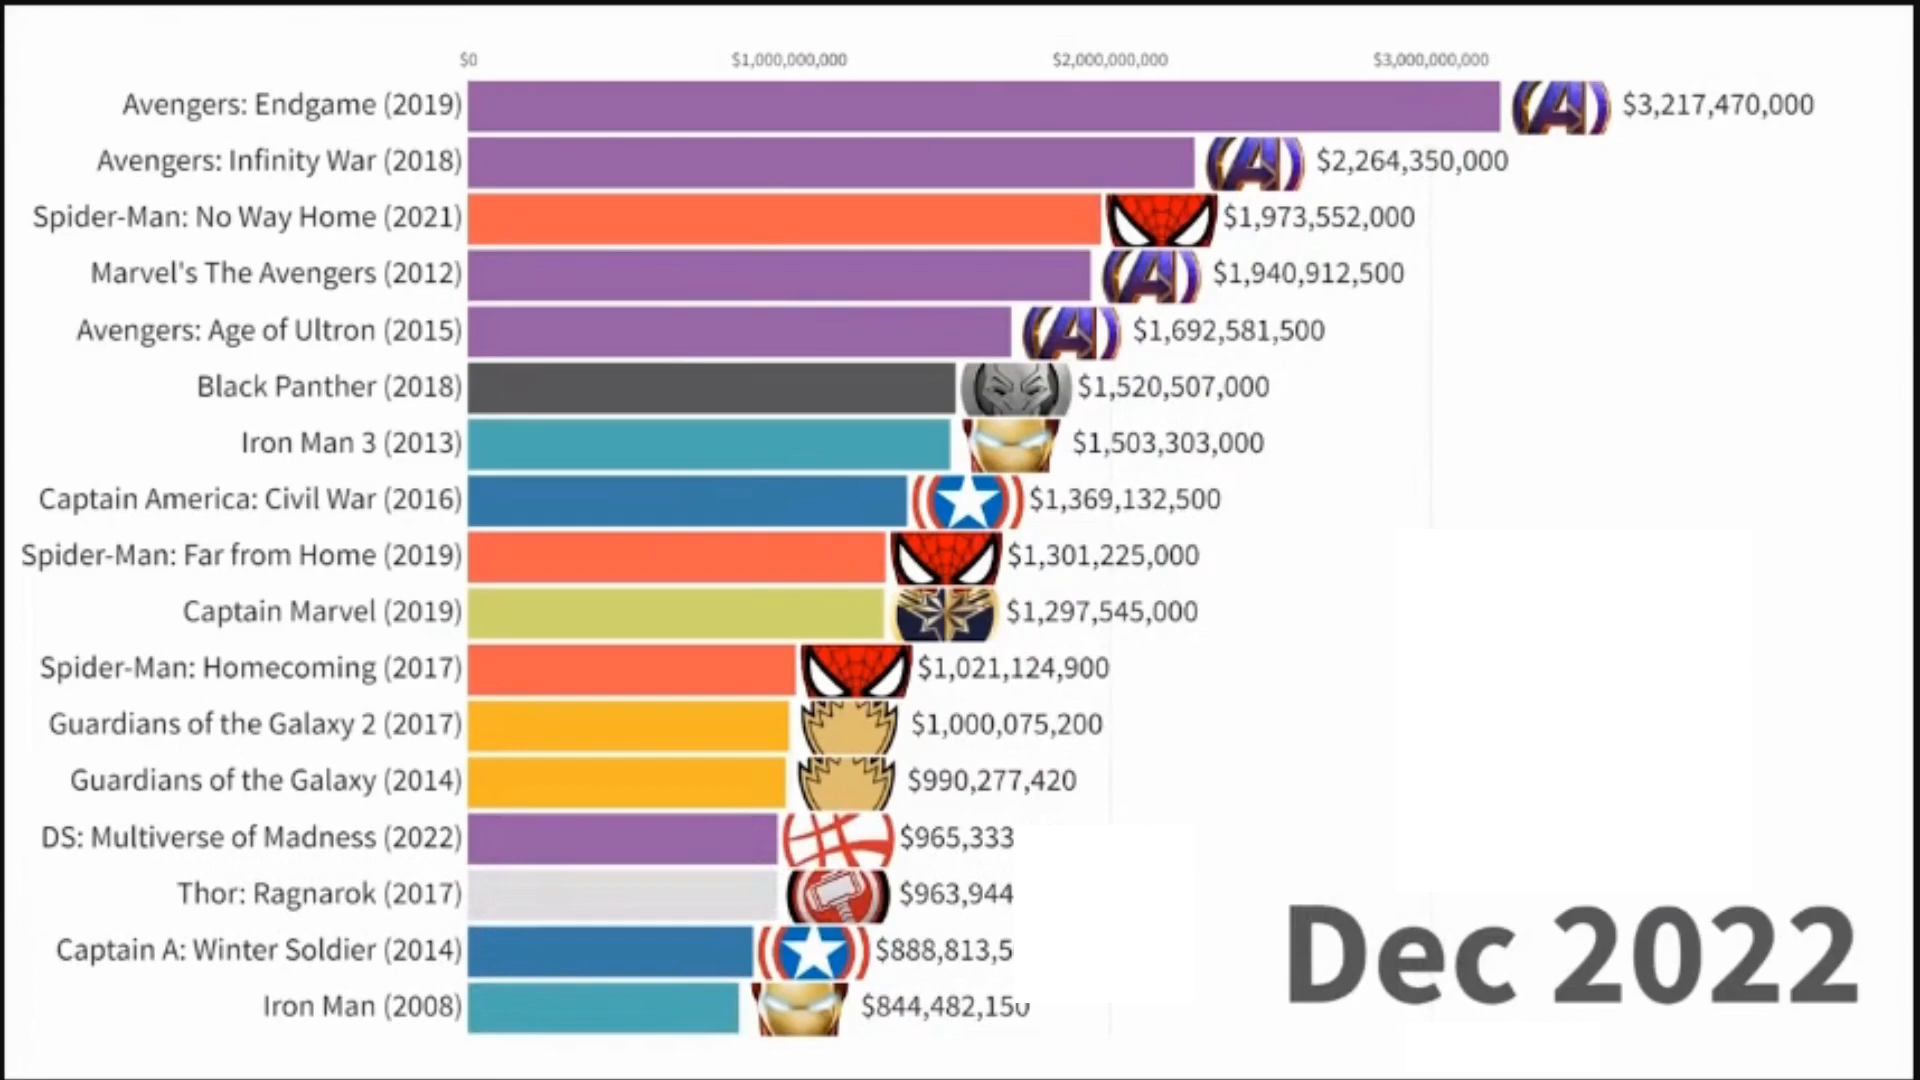 $0 $1,000,000,000 $2,000,000,000 $3,000,000,000
Avengers: Endgame (2019) $3,217,470,000
Avengers: Infinity War (2018) $2,264,350,000
Spider-Man: No Way Home (2021) $1,973,552,000
Marvel's The Avengers (2012) $1,940,912,500
Avengers: Age of Ultron (2015) $1,692,581,500
Black Panther (2018) $1,520,507,000
Iron Man 3 (2013) $1,503,303,000
Captain America: Civil War (2016) $1,369,132,500
Spider-Man: Far from Home (2019) $1,301,225,000
Captain Marvel (2019) $1,297,545,000
Spider-Man: Homecoming (2017) $1,021,124,900
Guardians of the Galaxy 2 (2017) $1,000,075,200
Guardians of the Galaxy (2014) $990,277,420
DS: Multiverse of Madness (2022) $965,333
Thor: Ragnarok (2017) $963,944
Captain A: Winter Soldier (2014) $888,813,5
Iron Man (2008) $844,482,150
Dec 2022